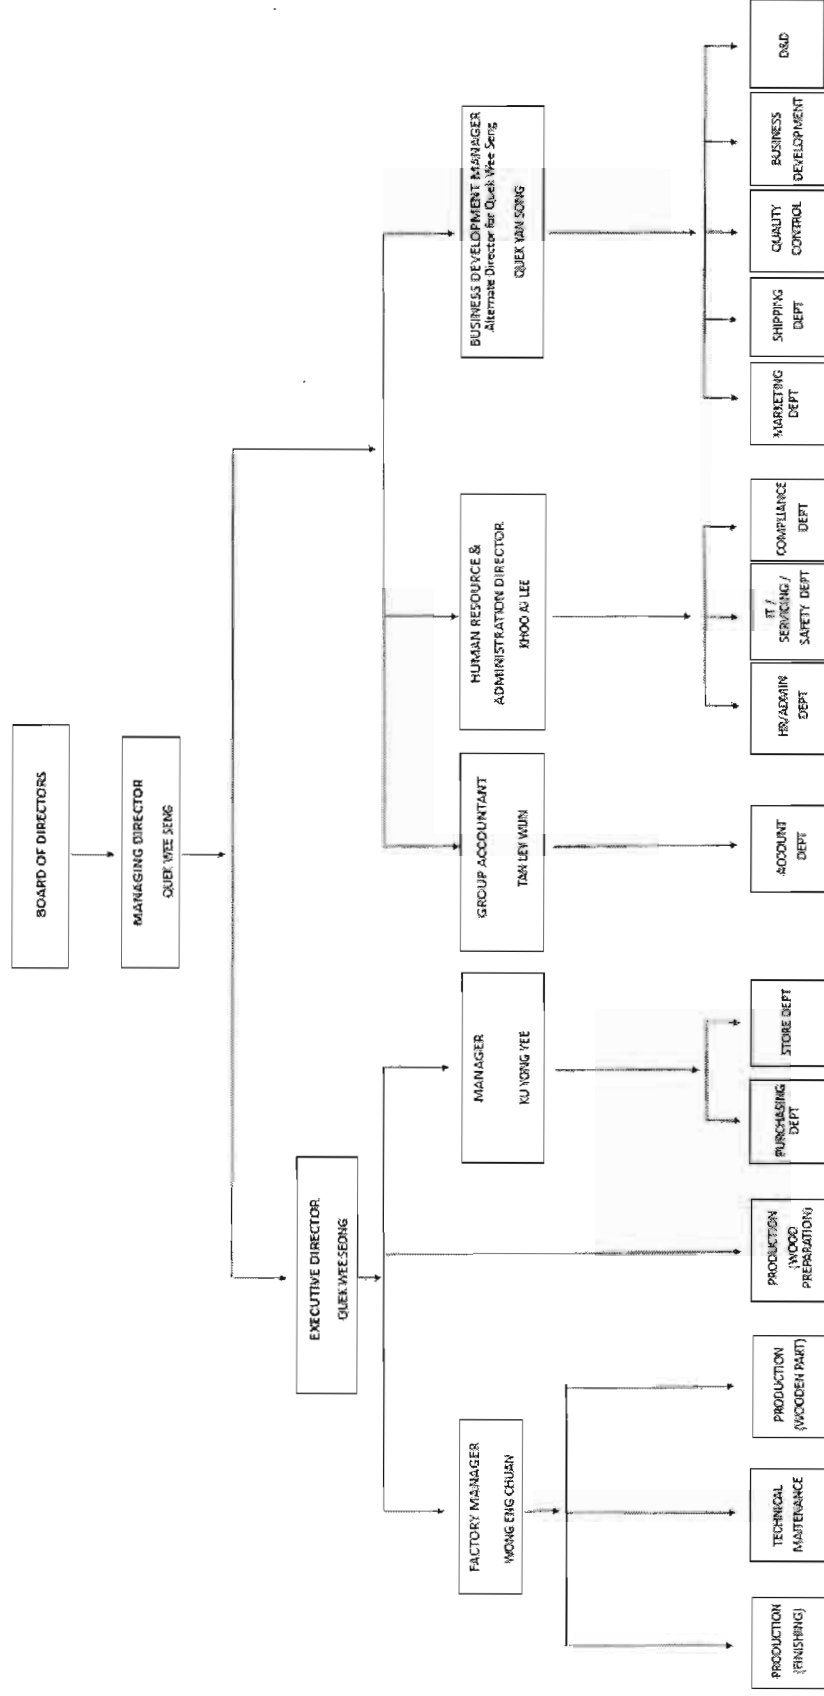 BOARD OF DIRECTORS
MANAGING DIRECTOR
QUEK WEE SENG
EXECUTIVE DIRECTOR
QUEK WEE SEONG
FACTORY MANAGER
WONG ENG CHUAN
MANAGER
KU YONG YEE
GROUP ACCOUNTANT
TAN LEY WUN
HUMAN RESOURCE &
ADMINISTRATION DIRECTOR
KHOO AI LEE
BUSINESS DEVELOPMENT MANAGER
Alternate Director for Quek Wee Seng
QUEK YAN SONG
PRODUCTION
(FINISHING)
TECHNICAL
MAITENANCE
PRODUCTION
(WOODEN PART)
PRODUCTION
(WOOD
PREPARATION)
PURCHASING
DEPT
STORE DEPT
ACCOUNT
DEPT
HR/ADMIN
DEPT
IT /
SERVICING /
SAFETY DEPT
COMPLIANCE
DEPT
MARKETING
DEPT
SHIPPING
DEPT
QUALITY
CONTROL
BUSINESS
DEVELOPMENT
D&D